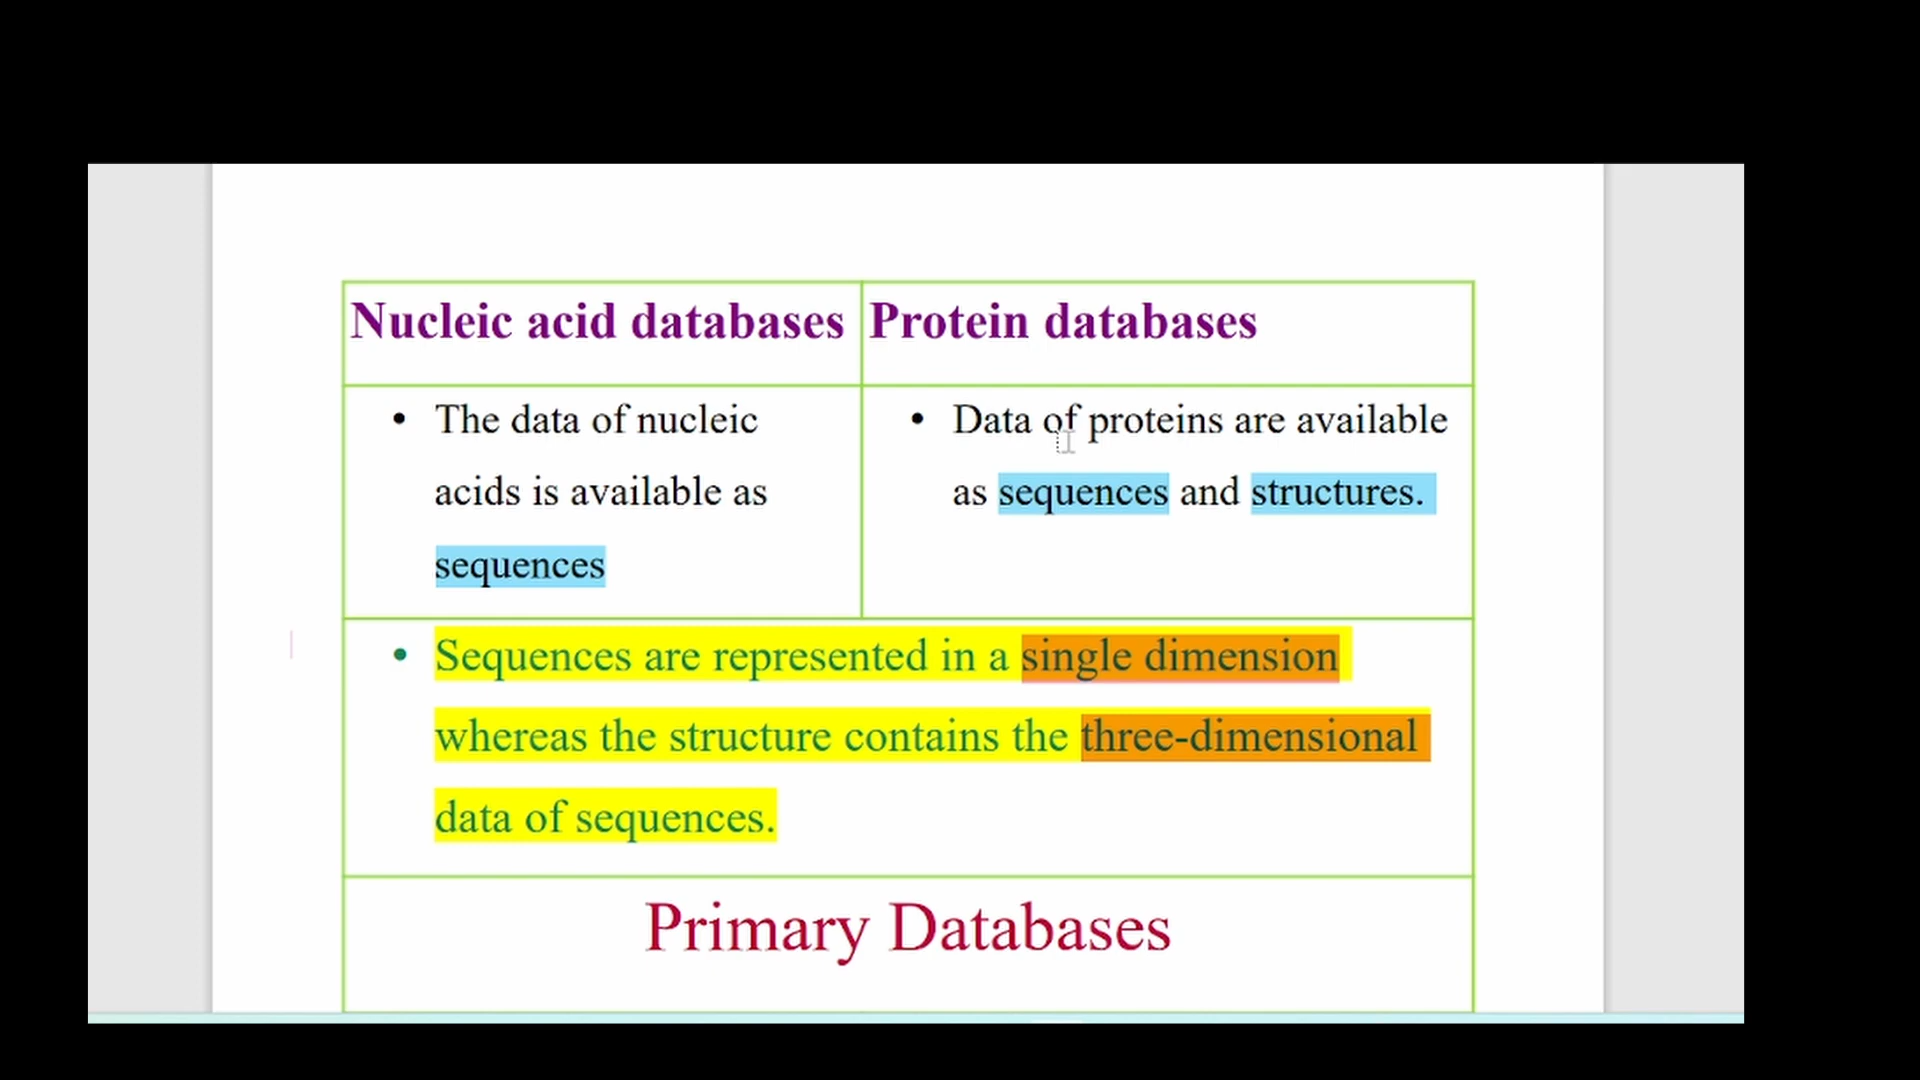 Nucleic acid databases
Protein databases
• The data of nucleic
acids is available as
sequences
• Data of proteins are available
as sequences and structures.
• Sequences are represented in a single dimension
whereas the structure contains the three-dimensional
data of sequences.
Primary Databases